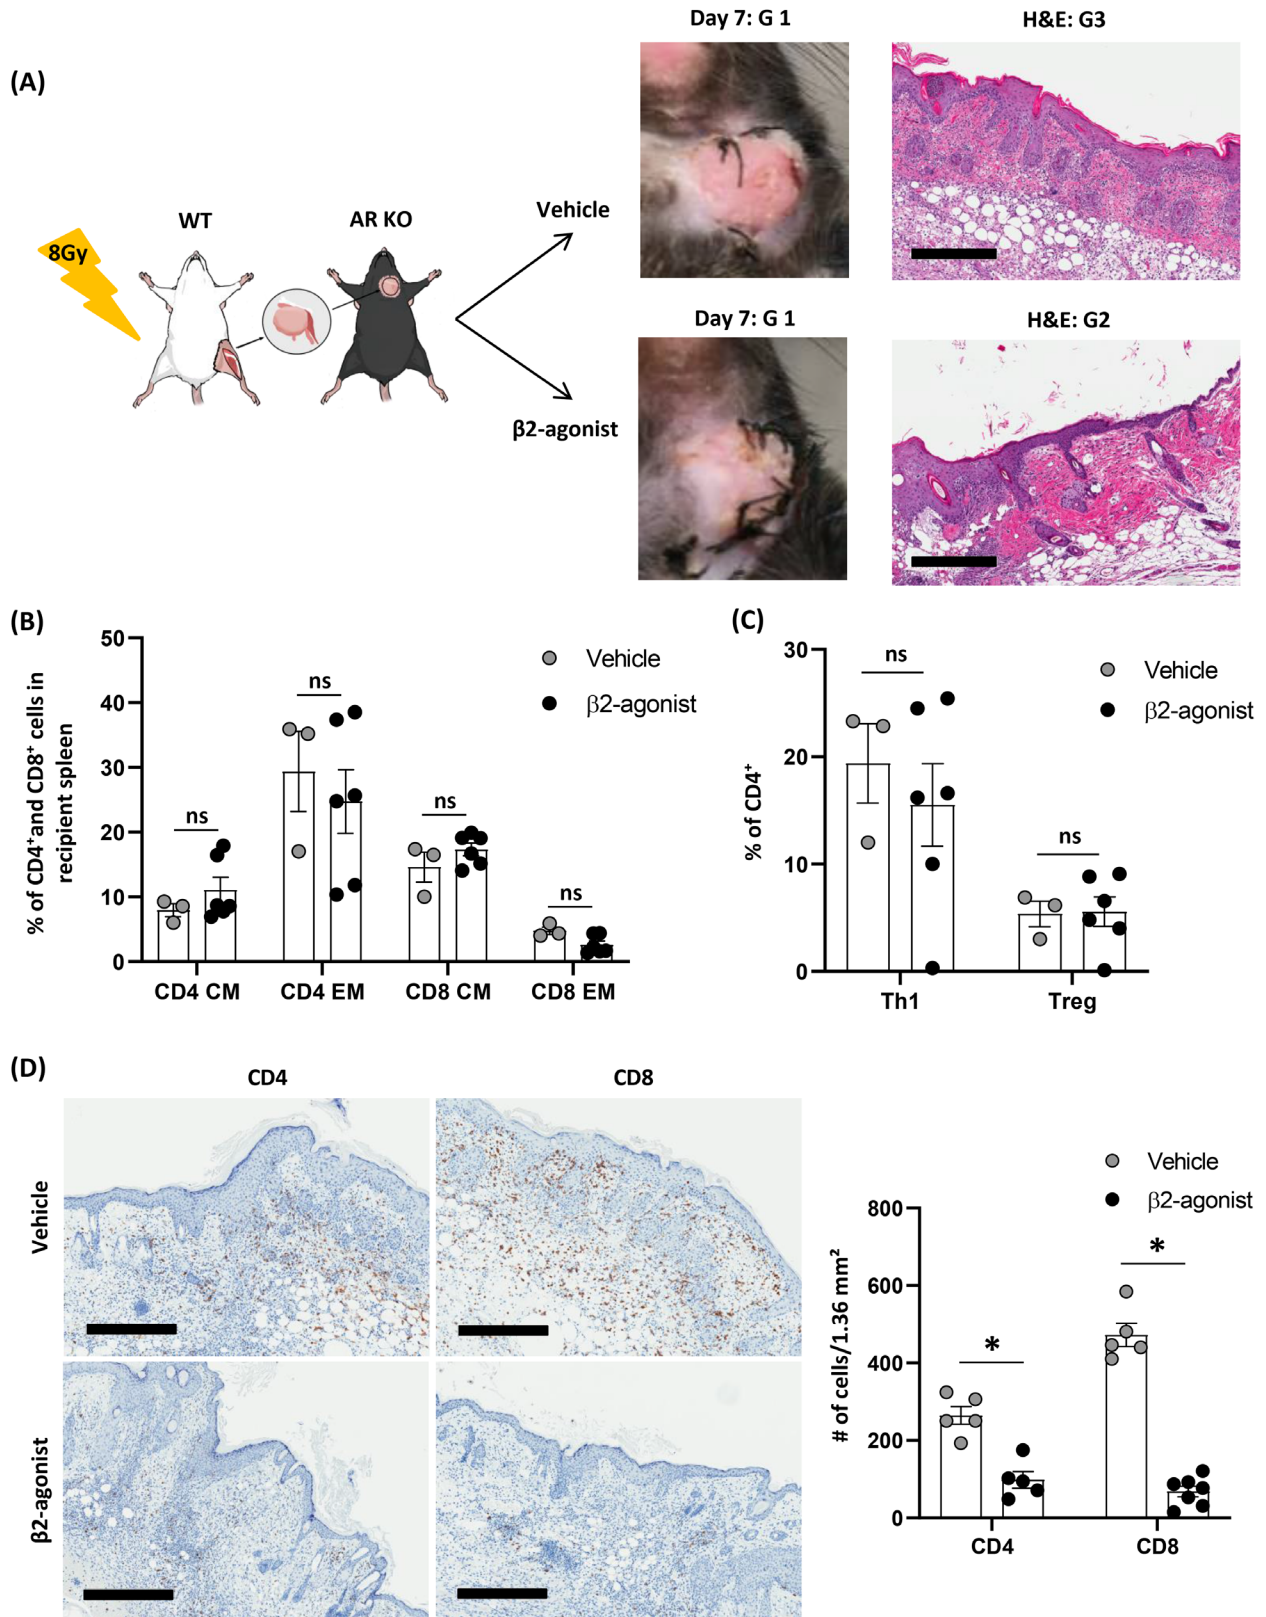 (A)
8Gy
WT
AR KO
Vehicle
β2-agonist
Day 7: G 1
H&E: G3
Day 7: G 1
H&E: G2
(B)
% of CD4⁺and CD8⁺ cells in
recipient spleen
50
40
30
20
10
0
ns
ns
ns
ns
Vehicle
β2-agonist
CD4 CM
CD4 EM
CD8 CM
CD8 EM
(C)
% of CD4⁺
30
20
10
0
ns
ns
Vehicle
β2-agonist
Th1
Treg
(D)
CD4
CD8
Vehicle
β2-agonist
# of cells/1.36 mm²
800
600
400
200
0
*
*
Vehicle
β2-agonist
CD4
CD8